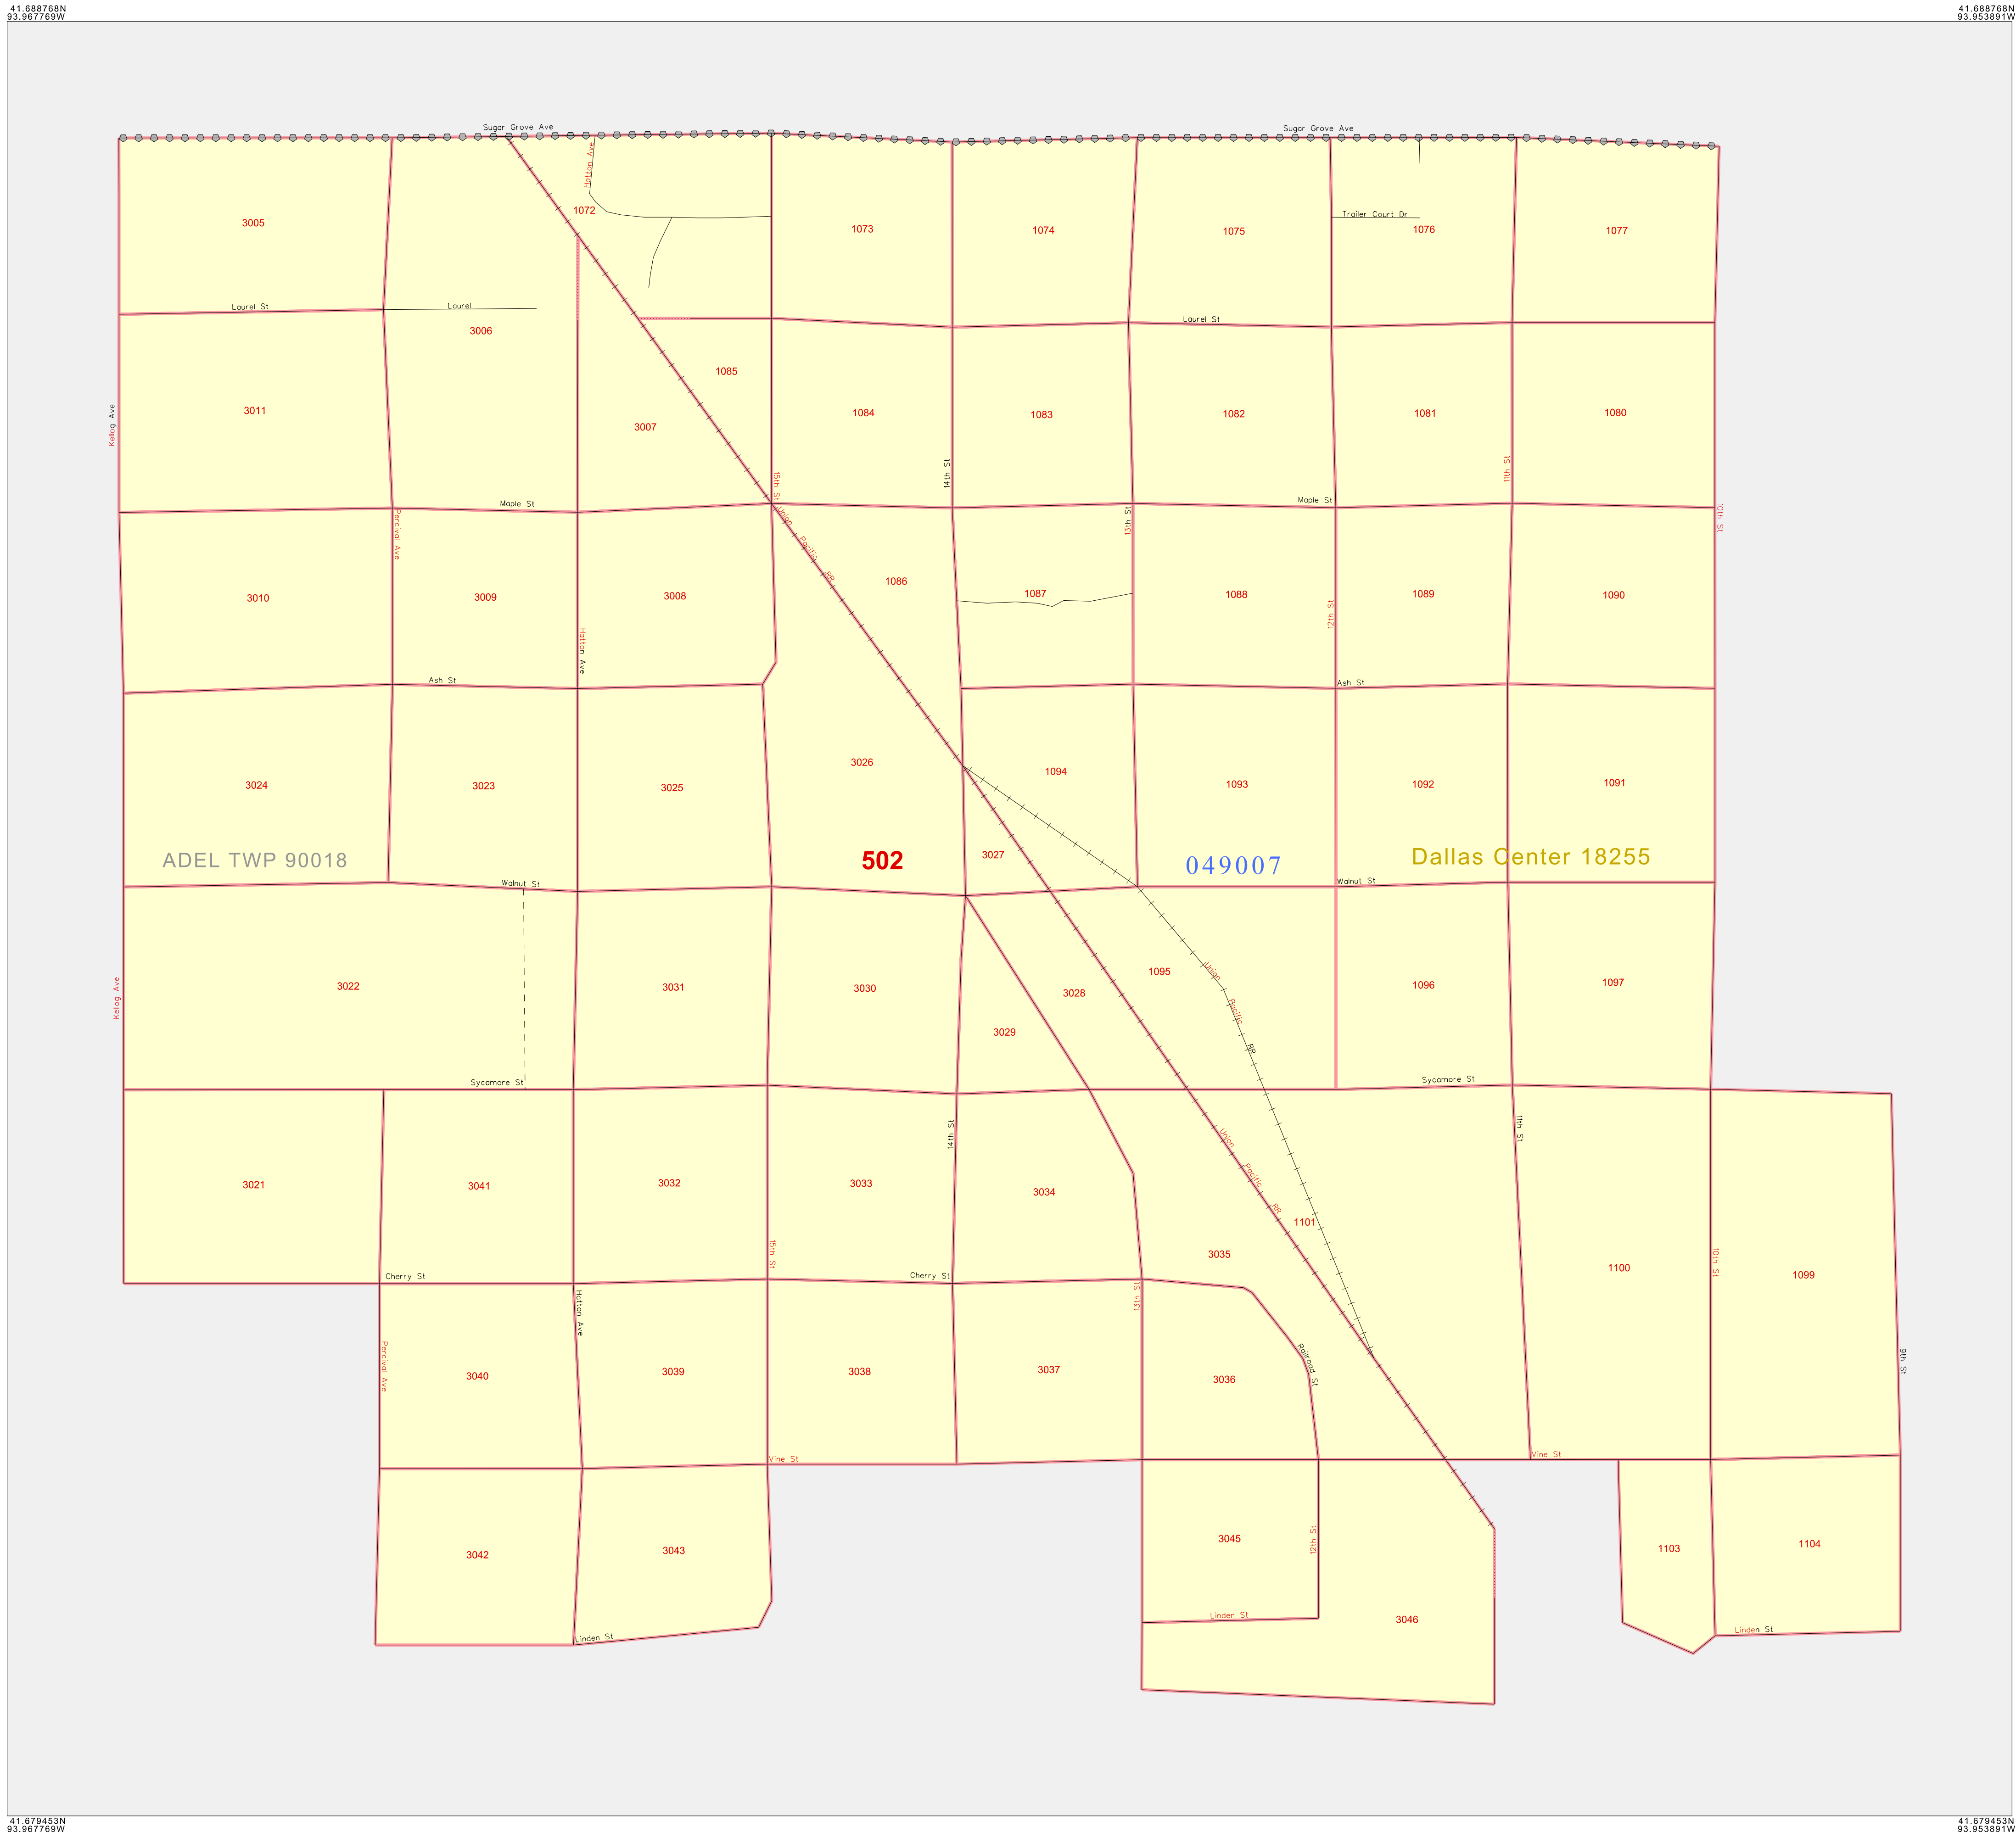 41.688768N
93.967769W
41.688768N
93.953891W
Sugar Grove Ave
Sugar Grove Ave
Hatton Ave
1072
3005
1073
1074
1075
Trailer Court Dr
1076
1077
Laurel St
Laurel
3006
Laurel St
1085
3011
3007
1084
1083
1082
1081
1080
Kellog Ave
14th St
15th St
11th St
Maple St
Maple St
Percival Ave
Union Pacific RR
13th St
10th St
3010
3009
3008
1086
1087
1088
1089
1090
12th St
Hatton Ave
Ash St
Ash St
3024
3023
3025
3026
1094
1093
1092
1091
ADEL TWP 90018
502
3027
049007
Dallas Center 18255
Walnut St
Walnut St
Kellog Ave
3022
3031
3030
3029
3028
1095
Union Pacific RR
1096
1097
Sycamore St
Sycamore St
14th St
11th St
Union Pacific RR
3021
3041
3032
3033
3034
3035
1101
1100
1099
15th St
10th St
Cherry St
Cherry St
13th St
Hatton Ave
Percival Ave
Railroad St
9th St
3040
3039
3038
3037
3036
Vine St
Vine St
3042
3043
3045
12th St
3046
1103
1104
Linden St
Linden St
Linden St
41.679453N
93.967769W
41.679453N
93.953891W